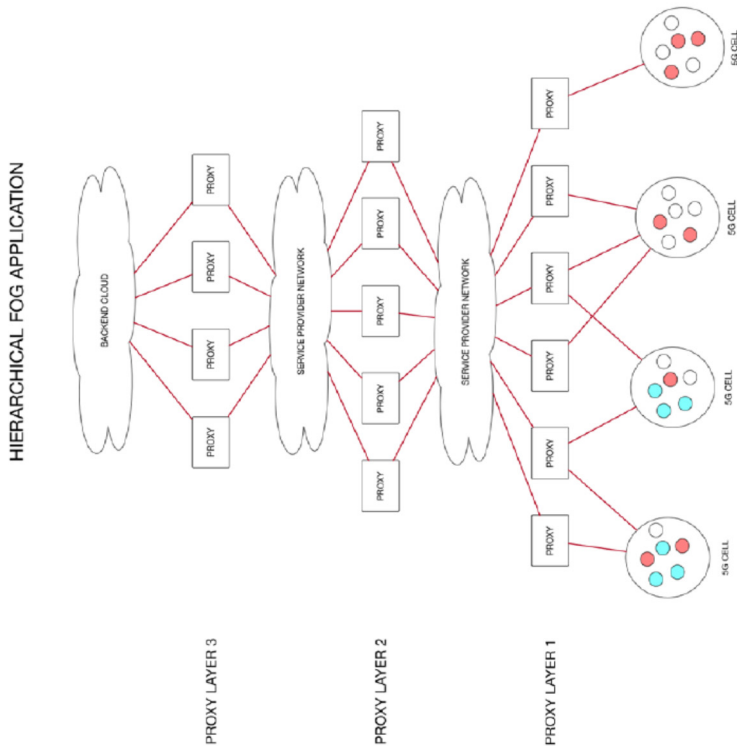 HIERARCHICAL FOG APPLICATION
BACKEND CLOUD
PROXY LAYER 3
PROXY
PROXY
PROXY
PROXY
SERVICE PROVIDER NETWORK
PROXY LAYER 2
PROXY
PROXY
PROXY
PROXY
PROXY
SERVICE PROVIDER NETWORK
PROXY LAYER 1
PROXY
PROXY
PROXY
PROXY
PROXY
PROXY
5G CELL
5G CELL
5G CELL
5G CELL